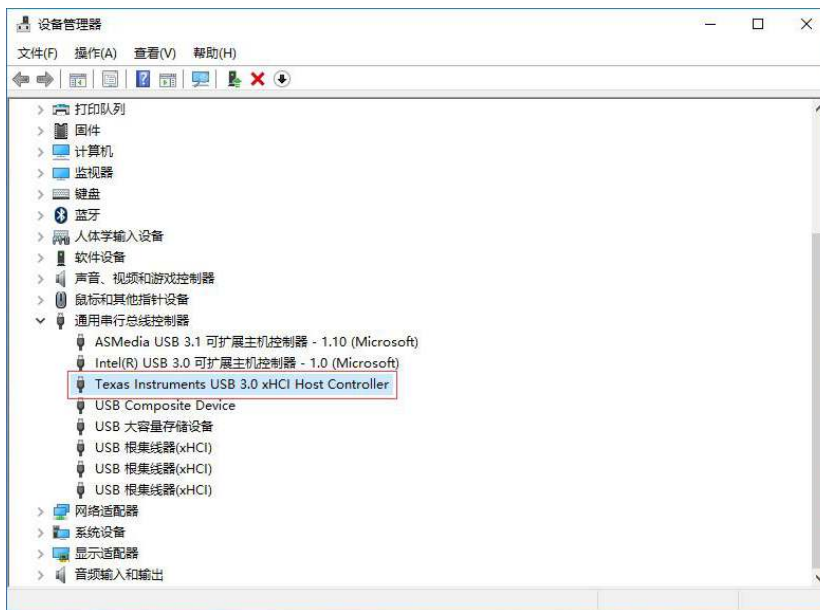 设备管理器
文件(F) 操作(A) 查看(V) 帮助(H)
打印队列
固件
计算机
监视器
键盘
蓝牙
人体学输入设备
软件设备
声音、视频和游戏控制器
鼠标和其他指针设备
通用串行总线控制器
ASMedia USB 3.1 可扩展主机控制器 - 1.10 (Microsoft)
Intel(R) USB 3.0 可扩展主机控制器 - 1.0 (Microsoft)
Texas Instruments USB 3.0 xHCI Host Controller
USB Composite Device
USB 大容量存储设备
USB 根集线器(xHCI)
USB 根集线器(xHCI)
USB 根集线器(xHCI)
网络适配器
系统设备
显示适配器
音频输入和输出